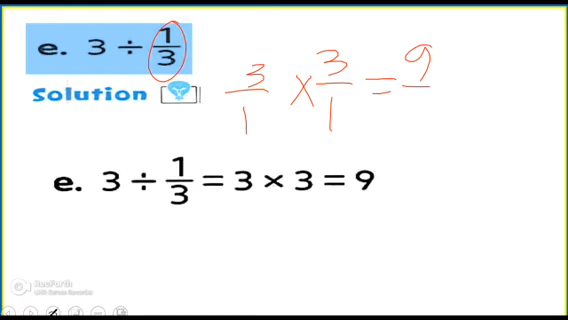 e. 3 ÷ 1/3
3/1 × 3/1 = 9
Solution
e. 3 ÷ 1/3 = 3 × 3 = 9